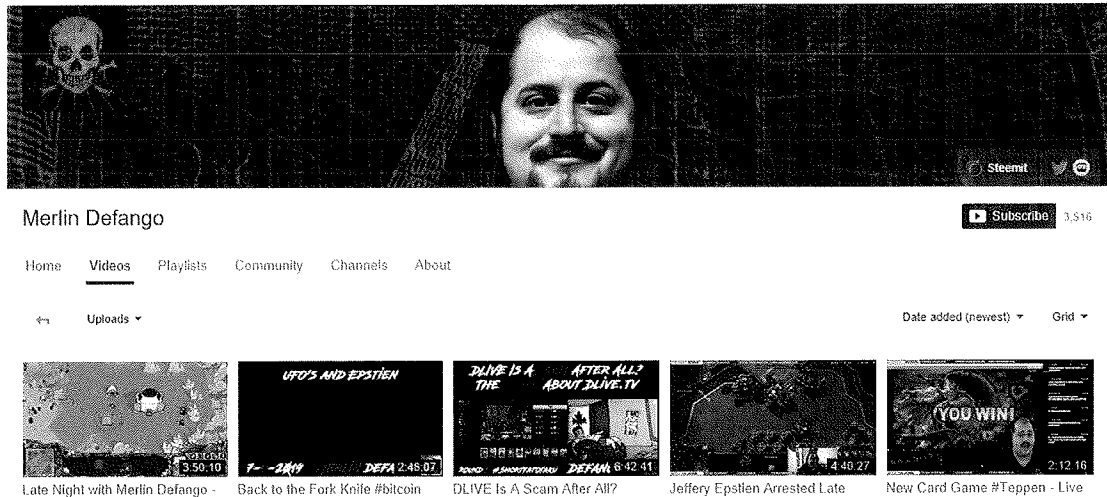 Steemit
Merlin Defango
Subscribe 3,516
Home Videos Playlists Community Channels About
Uploads
Date added (newest) Grid
UFO'S AND EPSTIEN
DLIVE IS A AFTER ALL?
THE ABOUT DLIVE.TV
YOU WIN!
3:50:10
DEFA 2:46:07
6:42:41
4:40:27
2:12:16
Late Night with Merlin Defango -
Back to the Fork Knife #bitcoin
DLIVE Is A Scam After All?
Jeffery Epstien Arrested Late
New Card Game #Teppen - Live